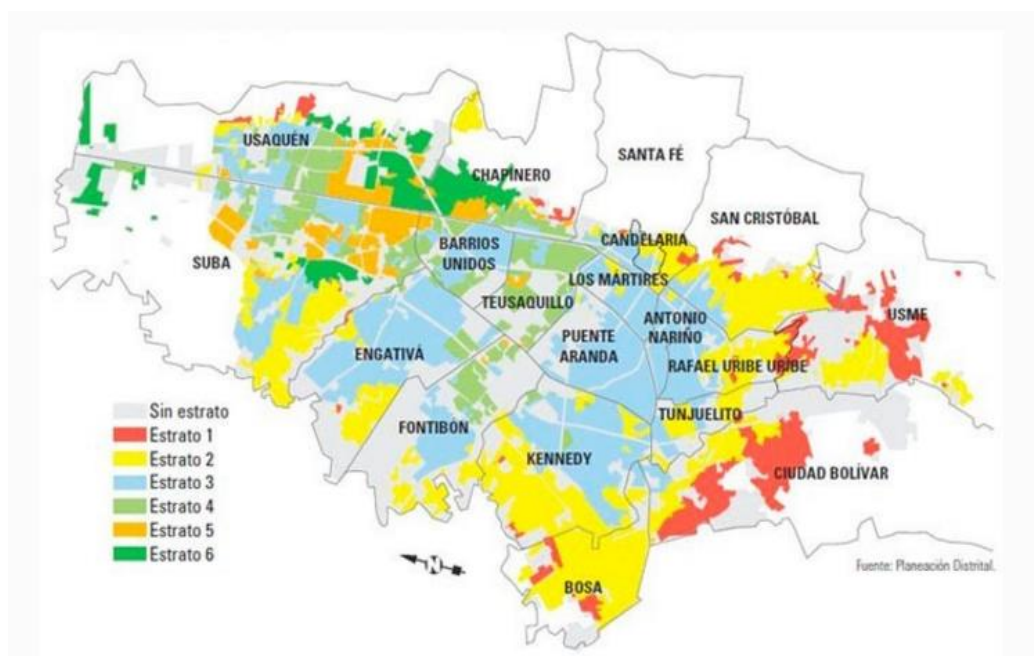 USAQUÉN
CHAPINERO
SANTA FÉ
SAN CRISTÓBAL
SUBA
BARRIOS
UNIDOS
CANDELARIA
LOS MÁRTIRES
TEUSAQUILLO
ENGATIVÁ
PUENTE
ARANDA
ANTONIO
NARIÑO
USME
RAFAEL URIBE URIBE
FONTIBÓN
TUNJUELITO
KENNEDY
CIUDAD BOLÍVAR
BOSA
Sin estrato
Estrato 1
Estrato 2
Estrato 3
Estrato 4
Estrato 5
Estrato 6
N
Fuente: Planeación Distrital.